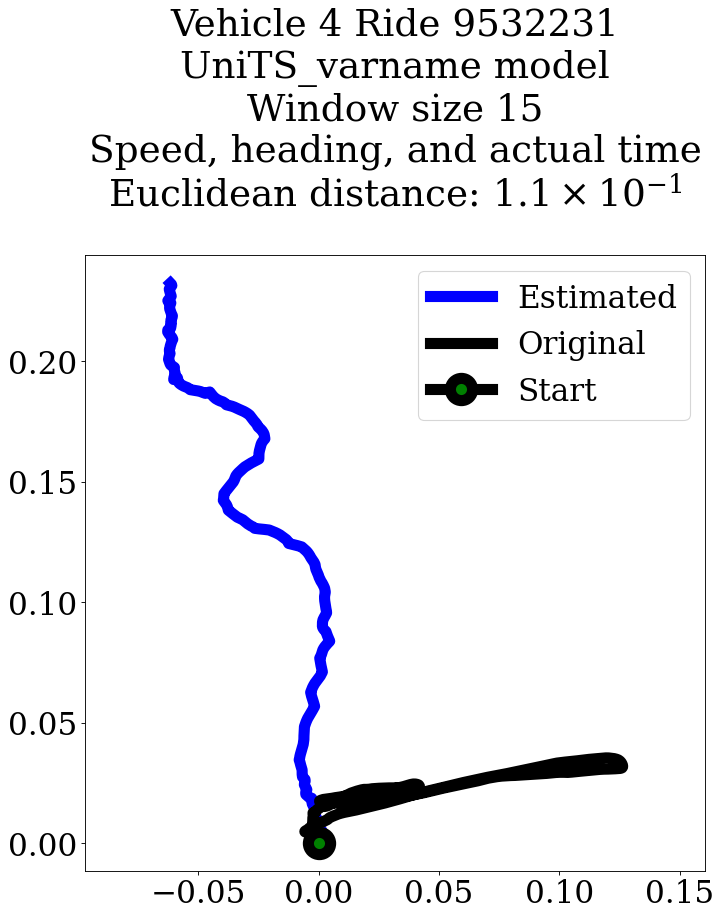 Vehicle 4 Ride 9532231
UniTS_varname model
Window size 15
Speed, heading, and actual time
Euclidean distance: 1.1 × 10⁻¹
Estimated
Original
Start
0.20
0.15
0.10
0.05
0.00
−0.05 0.00 0.05 0.10 0.15